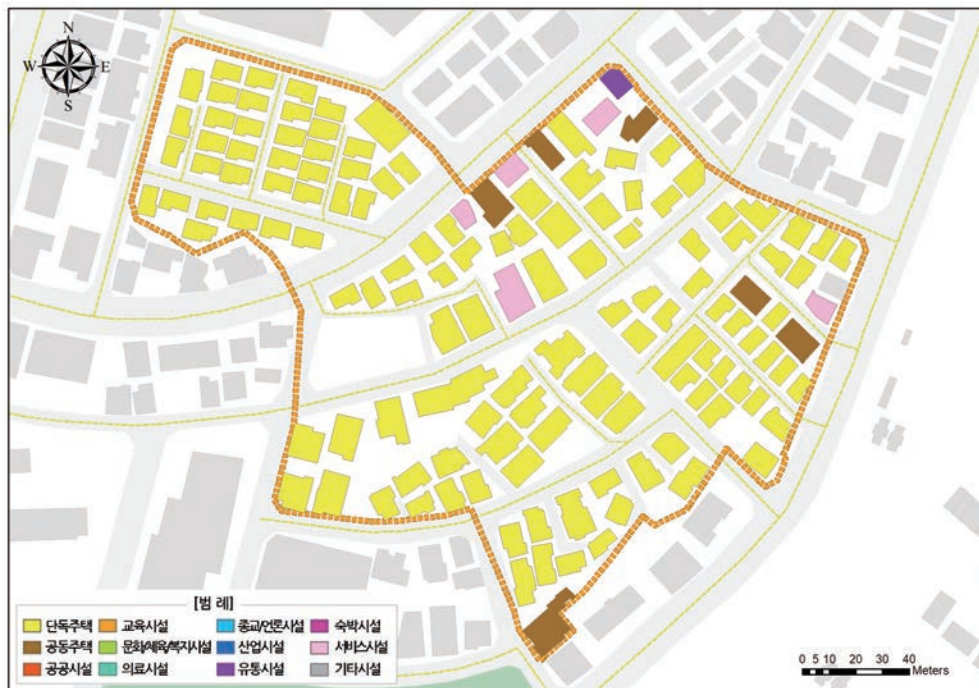 N
W E
S
[범 례]
단독주택 교육시설 종교/언론시설 숙박시설
공동주택 문화/체육/복지시설 산업시설 서비스시설
공공시설 의료시설 유통시설 기타시설
0 5 10 20 30 40
Meters